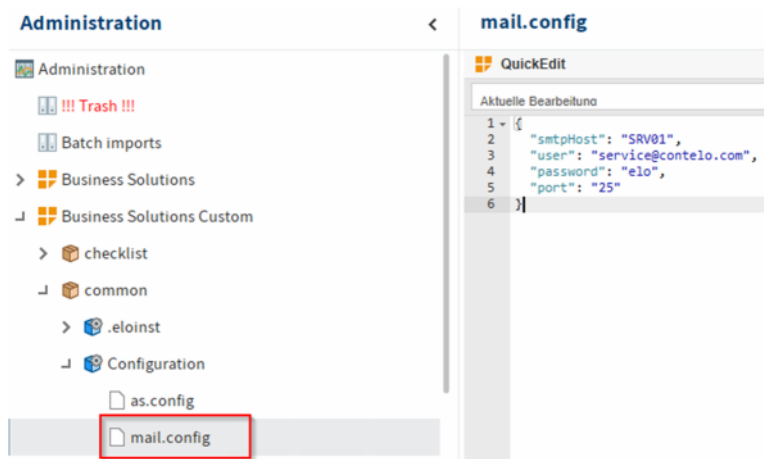 Administration
Administration
!!! Trash !!!
Batch imports
Business Solutions
Business Solutions Custom
checklist
common
.eloinst
Configuration
as.config
mail.config
mail.config
QuickEdit
Aktuelle Bearbeitung
1 {
2 "smtpHost": "SRV01",
3 "user": "service@contelo.com",
4 "password": "elo",
5 "port": "25"
6 }